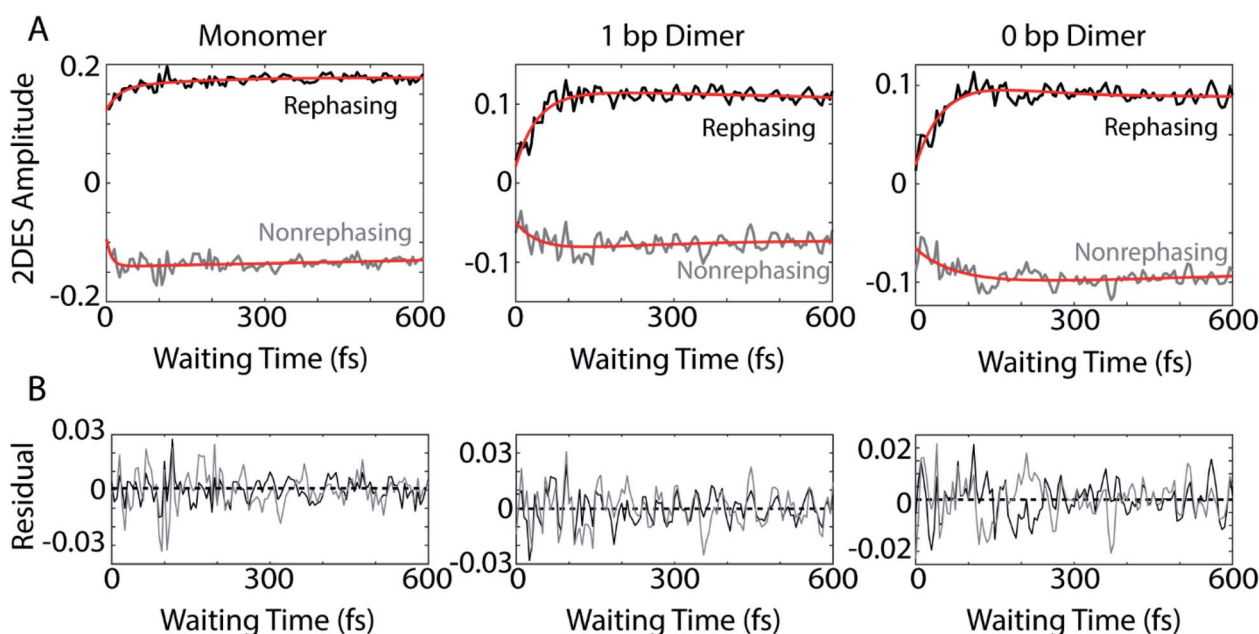 A
Monomer
1 bp Dimer
0 bp Dimer
2DES Amplitude
0.2
0
-0.2
Rephasing
Nonrephasing
0 300 600
Waiting Time (fs)
0.1
0
-0.1
Rephasing
Nonrephasing
0 300 600
Waiting Time (fs)
0.1
0
-0.1
Rephasing
Nonrephasing
0 300 600
Waiting Time (fs)
B
Residual
0.03
0
-0.03
0 300 600
Waiting Time (fs)
0.03
0
-0.03
0 300 600
Waiting Time (fs)
0.02
0
-0.02
0 300 600
Waiting Time (fs)